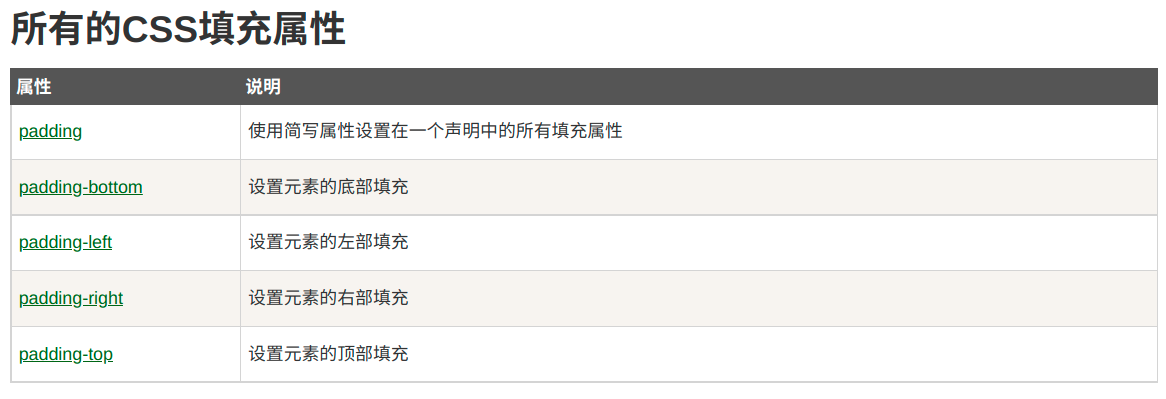 所有的CSS填充属性
属性 说明
padding 使用简写属性设置在一个声明中的所有填充属性
padding-bottom 设置元素的底部填充
padding-left 设置元素的左部填充
padding-right 设置元素的右部填充
padding-top 设置元素的顶部填充